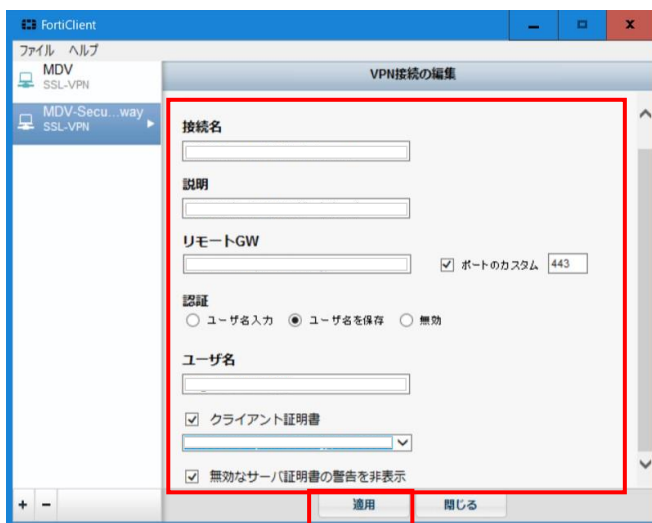 FortiClient
ファイル ヘルプ
MDV
SSL-VPN
MDV-Secu...way
SSL-VPN
VPN接続の編集
接続名
説明
リモートGW
ポートのカスタム 443
認証
ユーザ名入力 ユーザ名を保存 無効
ユーザ名
クライアント証明書
無効なサーバ証明書の警告を非表示
+ -
適用 閉じる